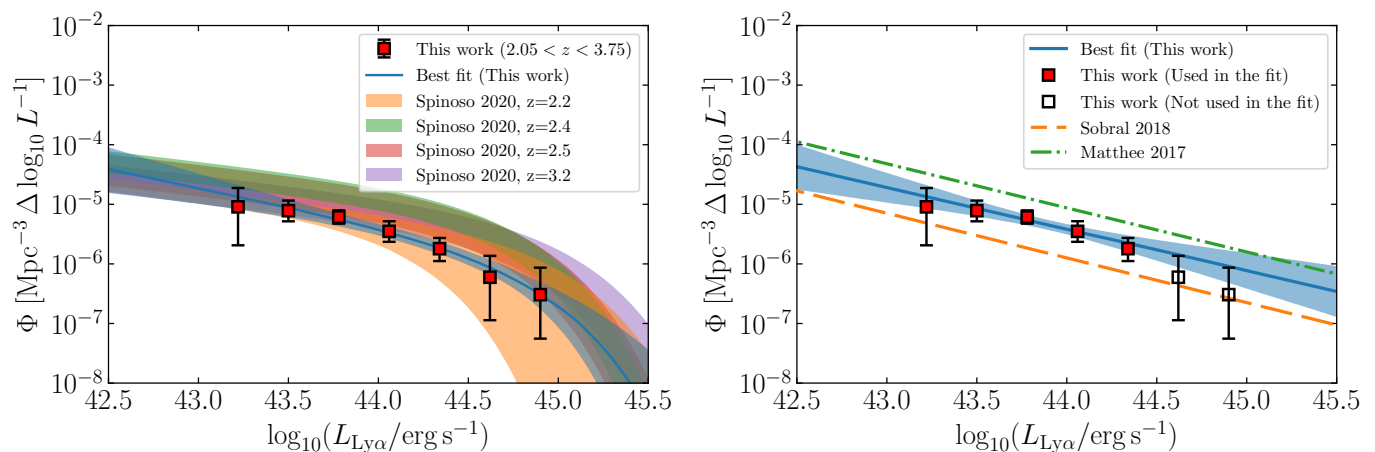 10⁻²
10⁻³
10⁻⁴
10⁻⁵
10⁻⁶
10⁻⁷
10⁻⁸
Φ [Mpc⁻³ Δ log₁₀ L⁻¹]
This work (2.05 < z < 3.75)
Best fit (This work)
Spinoso 2020, z=2.2
Spinoso 2020, z=2.4
Spinoso 2020, z=2.5
Spinoso 2020, z=3.2
42.5 43.0 43.5 44.0 44.5 45.0 45.5
log₁₀(L_Lyα/erg s⁻¹)
10⁻²
10⁻³
10⁻⁴
10⁻⁵
10⁻⁶
10⁻⁷
10⁻⁸
Φ [Mpc⁻³ Δ log₁₀ L⁻¹]
Best fit (This work)
This work (Used in the fit)
This work (Not used in the fit)
Sobral 2018
Matthee 2017
42.5 43.0 43.5 44.0 44.5 45.0 45.5
log₁₀(L_Lyα/erg s⁻¹)